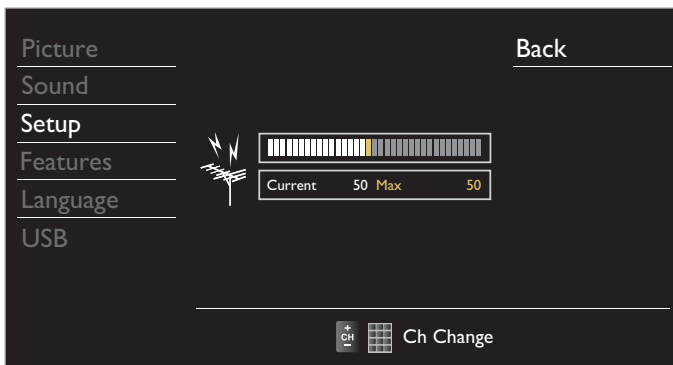 Picture
Back
Sound
Setup
Features
Current 50 Max 50
Language
USB
+
CH
−
Ch Change